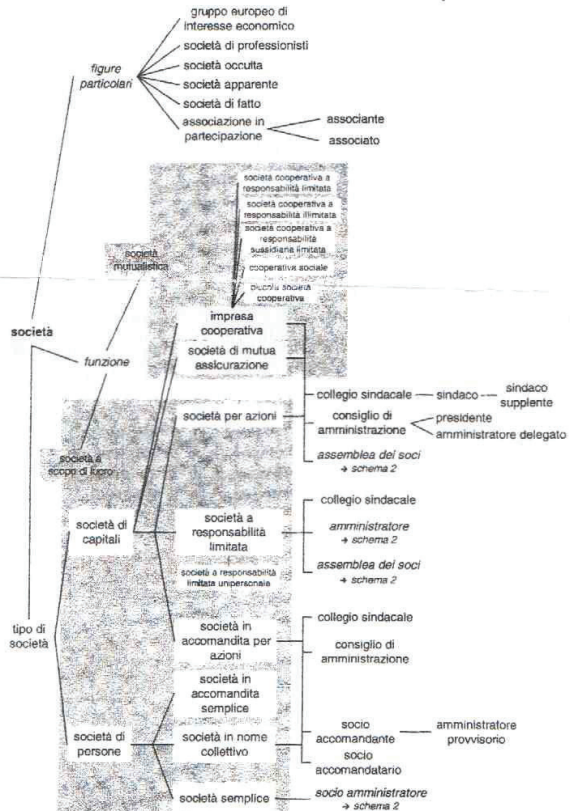 gruppo europeo di
interesse economico
società di professionisti
società occulta
figure
particolari
società apparente
società di fatto
associazione in
partecipazione
associante
associato
società cooperativa a
responsabilità limitata
società cooperativa a
responsabilità illimitata
società cooperativa a
responsabilità
sussidiaria limitata
cooperativa sociale
piccola società
cooperativa
società
mutualistica
impresa
cooperativa
società
funzione
società di mutua
assicurazione
collegio sindacale
sindaco
sindaco
supplente
società per azioni
consiglio di
amministrazione
presidente
amministratore delegato
assemblea dei soci
→ schema 2
società a
scopo di lucro
collegio sindacale
società di
capitali
società a
responsabilità
limitata
amministratore
→ schema 2
società a responsabilità
limitata unipersonale
assemblea dei soci
→ schema 2
tipo di
società
società in
accomandita per
azioni
collegio sindacale
consiglio di
amministrazione
società in
accomandita
semplice
società di
persone
società in nome
collettivo
socio
accomandante
amministratore
provvisorio
socio
accomandatario
società semplice
socio amministratore
→ schema 2